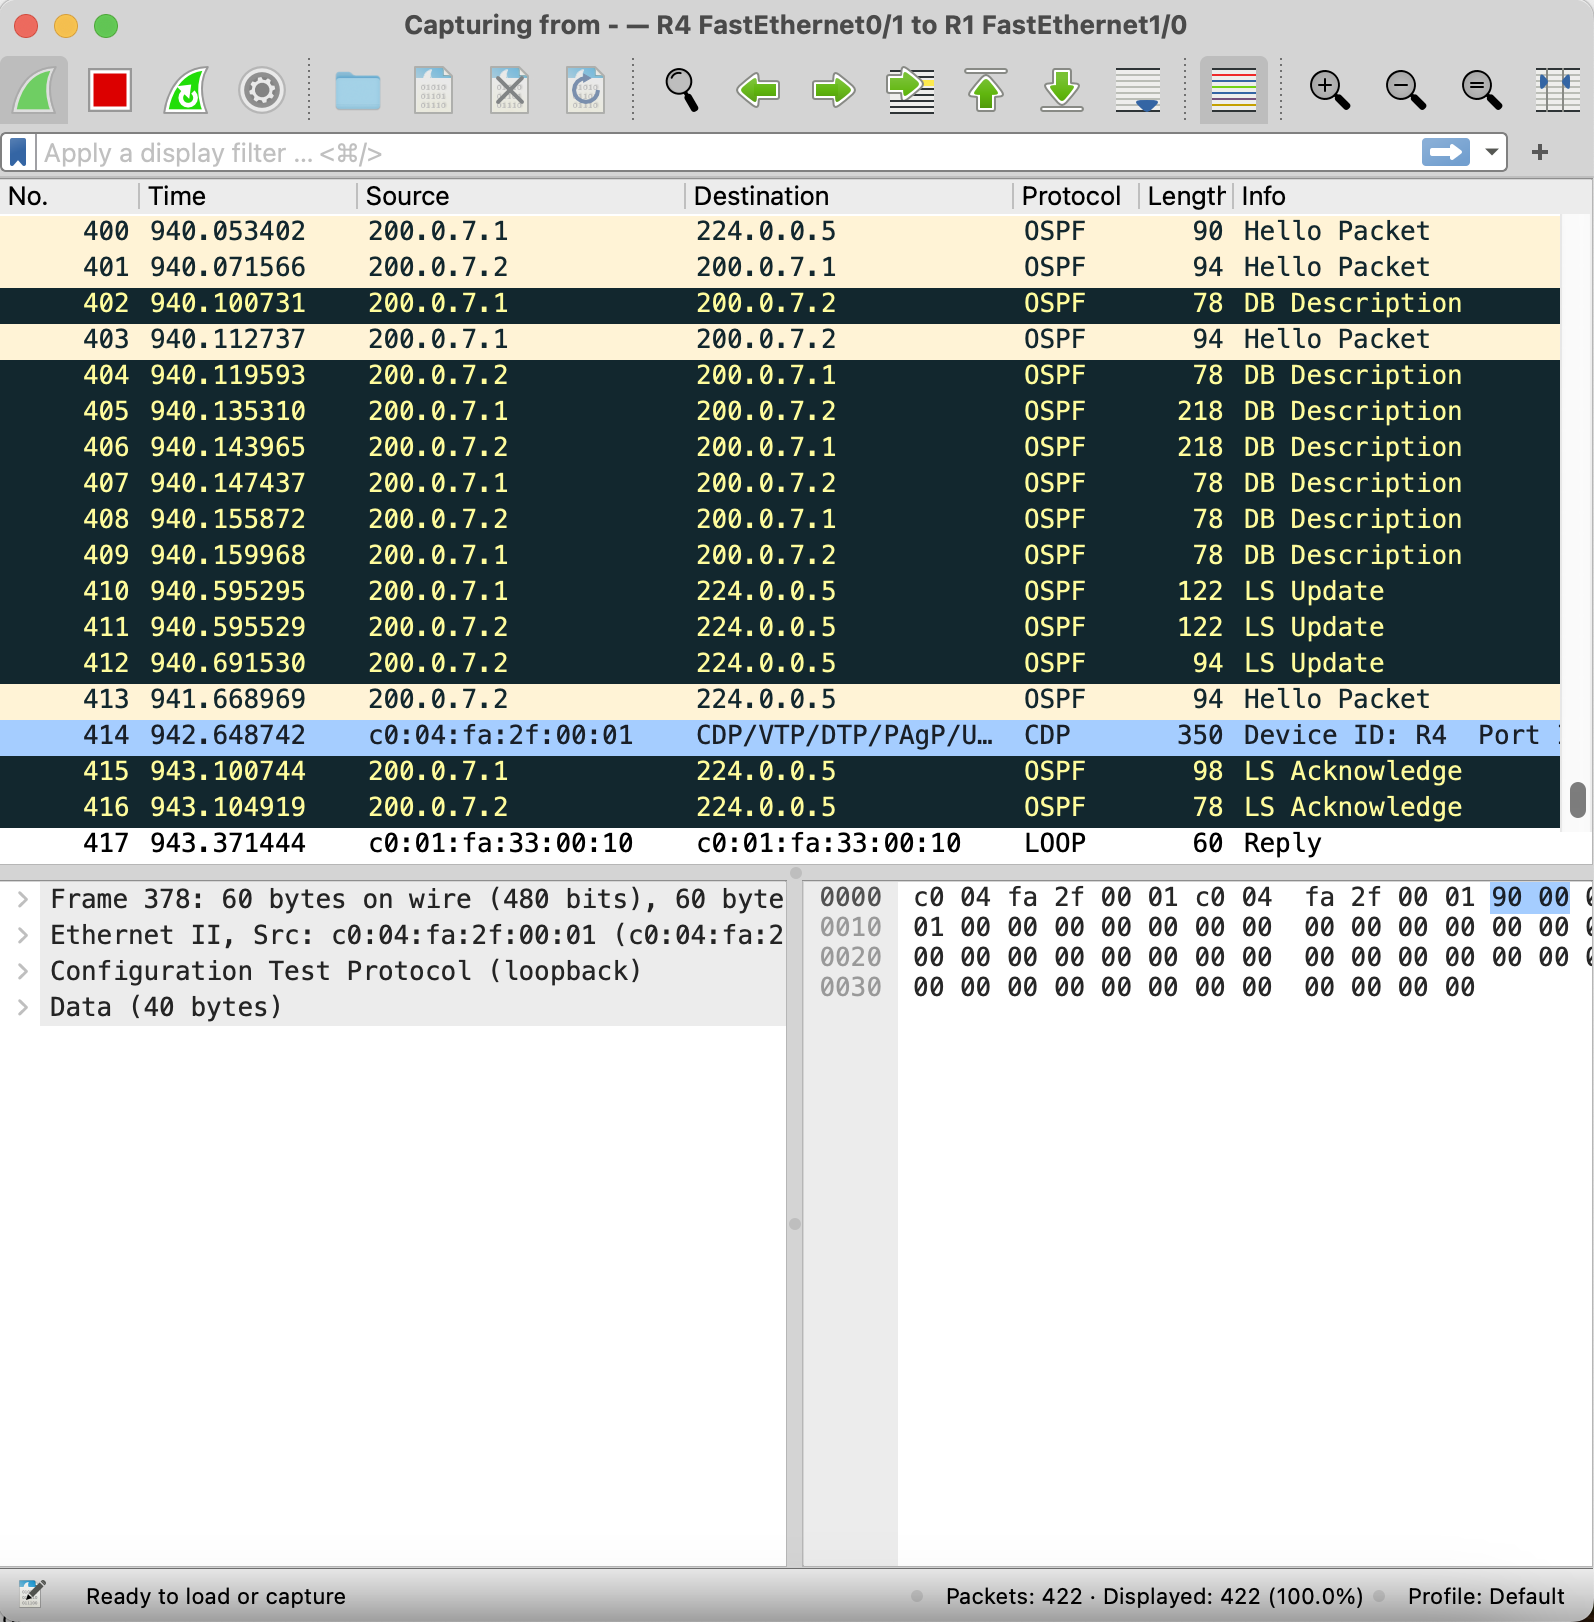 Capturing from - — R4 FastEthernet0/1 to R1 FastEthernet1/0
Apply a display filter … <⌘/>
No. Time Source Destination Protocol Length Info
400 940.053402 200.0.7.1 224.0.0.5 OSPF 90 Hello Packet
401 940.071566 200.0.7.2 200.0.7.1 OSPF 94 Hello Packet
402 940.100731 200.0.7.1 200.0.7.2 OSPF 78 DB Description
403 940.112737 200.0.7.1 200.0.7.2 OSPF 94 Hello Packet
404 940.119593 200.0.7.2 200.0.7.1 OSPF 78 DB Description
405 940.135310 200.0.7.1 200.0.7.2 OSPF 218 DB Description
406 940.143965 200.0.7.2 200.0.7.1 OSPF 218 DB Description
407 940.147437 200.0.7.1 200.0.7.2 OSPF 78 DB Description
408 940.155872 200.0.7.2 200.0.7.1 OSPF 78 DB Description
409 940.159968 200.0.7.1 200.0.7.2 OSPF 78 DB Description
410 940.595295 200.0.7.1 224.0.0.5 OSPF 122 LS Update
411 940.595529 200.0.7.2 224.0.0.5 OSPF 122 LS Update
412 940.691530 200.0.7.2 224.0.0.5 OSPF 94 LS Update
413 941.668969 200.0.7.2 224.0.0.5 OSPF 94 Hello Packet
414 942.648742 c0:04:fa:2f:00:01 CDP/VTP/DTP/PAgP/U… CDP 350 Device ID: R4 Port
415 943.100744 200.0.7.1 224.0.0.5 OSPF 98 LS Acknowledge
416 943.104919 200.0.7.2 224.0.0.5 OSPF 78 LS Acknowledge
417 943.371444 c0:01:fa:33:00:10 c0:01:fa:33:00:10 LOOP 60 Reply
Frame 378: 60 bytes on wire (480 bits), 60 byte
Ethernet II, Src: c0:04:fa:2f:00:01 (c0:04:fa:2
Configuration Test Protocol (loopback)
Data (40 bytes)
0000 c0 04 fa 2f 00 01 c0 04 fa 2f 00 01 90 00
0010 01 00 00 00 00 00 00 00 00 00 00 00 00 00
0020 00 00 00 00 00 00 00 00 00 00 00 00 00 00
0030 00 00 00 00 00 00 00 00 00 00 00 00
Ready to load or capture
Packets: 422 · Displayed: 422 (100.0%)
Profile: Default